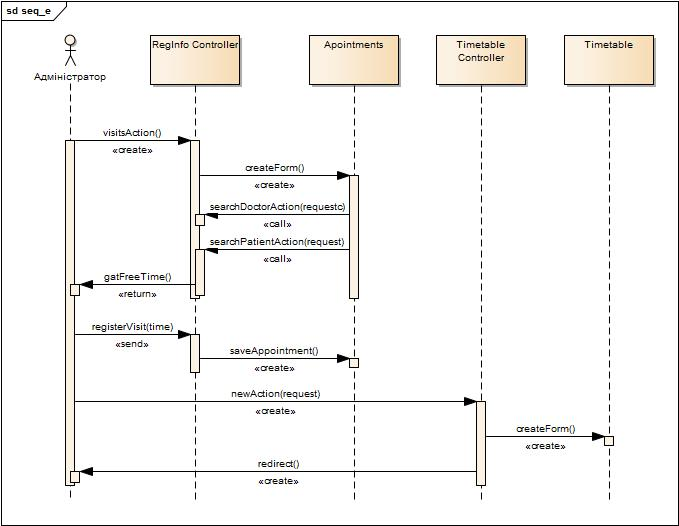 sd seq_e
RegInfo Controller
Apointments
Timetable
Controller
Timetable
Адміністратор
visitsAction()
«create»
createForm()
«create»
searchDoctorAction(requestc)
«call»
searchPatientAction(request)
«call»
gatFreeTime()
«return»
registerVisit(time)
«send»
saveAppointment()
«create»
newAction(request)
«create»
createForm()
«create»
redirect()
«create»